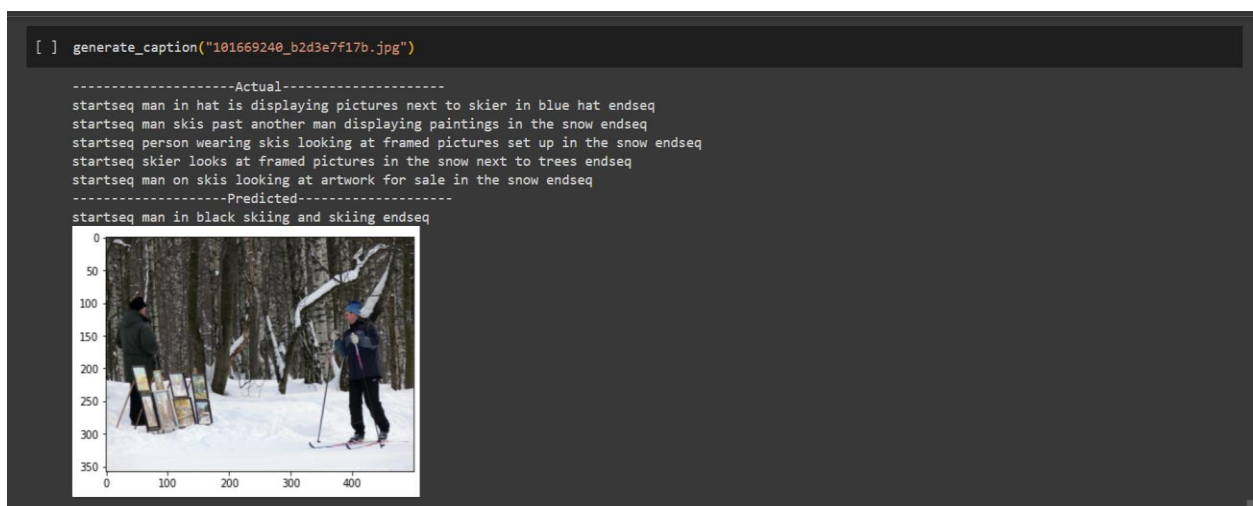 [ ] generate_caption("101669240_b2d3e7f17b.jpg")
---------------------Actual---------------------
startseq man in hat is displaying pictures next to skier in blue hat endseq
startseq man skis past another man displaying paintings in the snow endseq
startseq person wearing skis looking at framed pictures set up in the snow endseq
startseq skier looks at framed pictures in the snow next to trees endseq
startseq man on skis looking at artwork for sale in the snow endseq
--------------------Predicted--------------------
startseq man in black skiing and skiing endseq
0
50
100
150
200
250
300
350
0 100 200 300 400